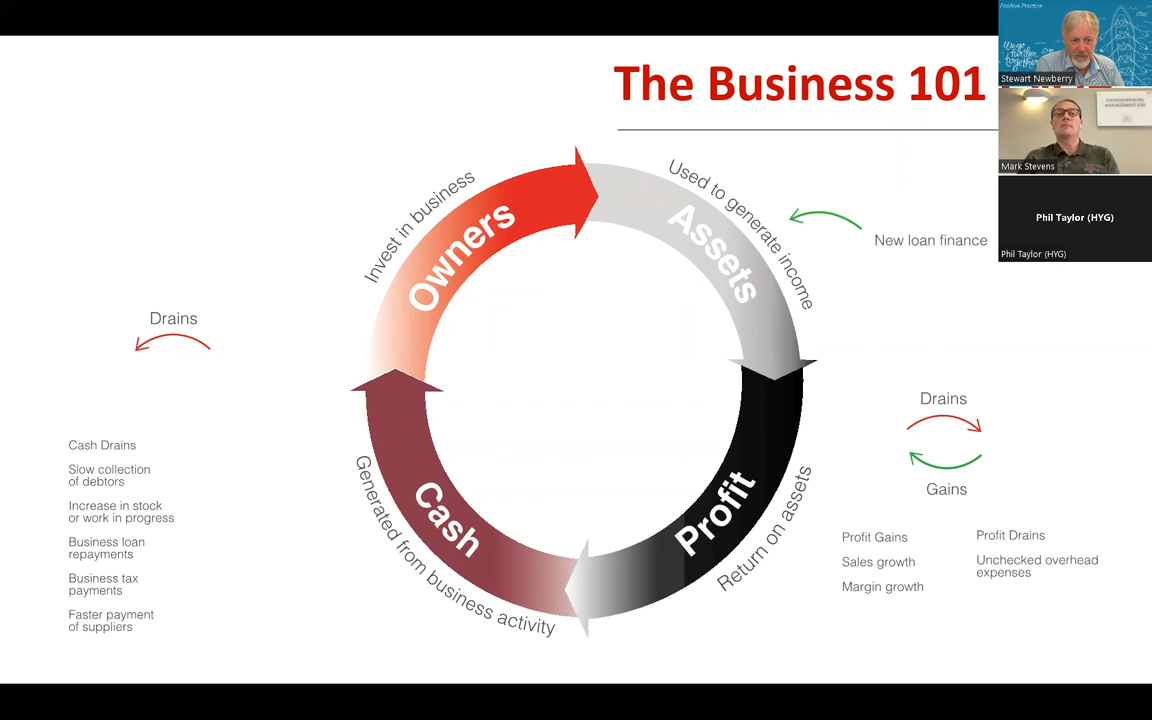 The Business 101
Positive Practice
Stewart Newberry
Mark Stevens
Phil Taylor (HYG)
Phil Taylor (HYG)
Invest in business
Owners
Used to generate income
Assets
New loan finance
Drains
Cash Drains
Slow collection
of debtors
Increase in stock
or work in progress
Business loan
repayments
Business tax
payments
Faster payment
of suppliers
Cash
Generated from business activity
Profit
Return on assets
Drains
Gains
Profit Gains
Sales growth
Margin growth
Profit Drains
Unchecked overhead
expenses